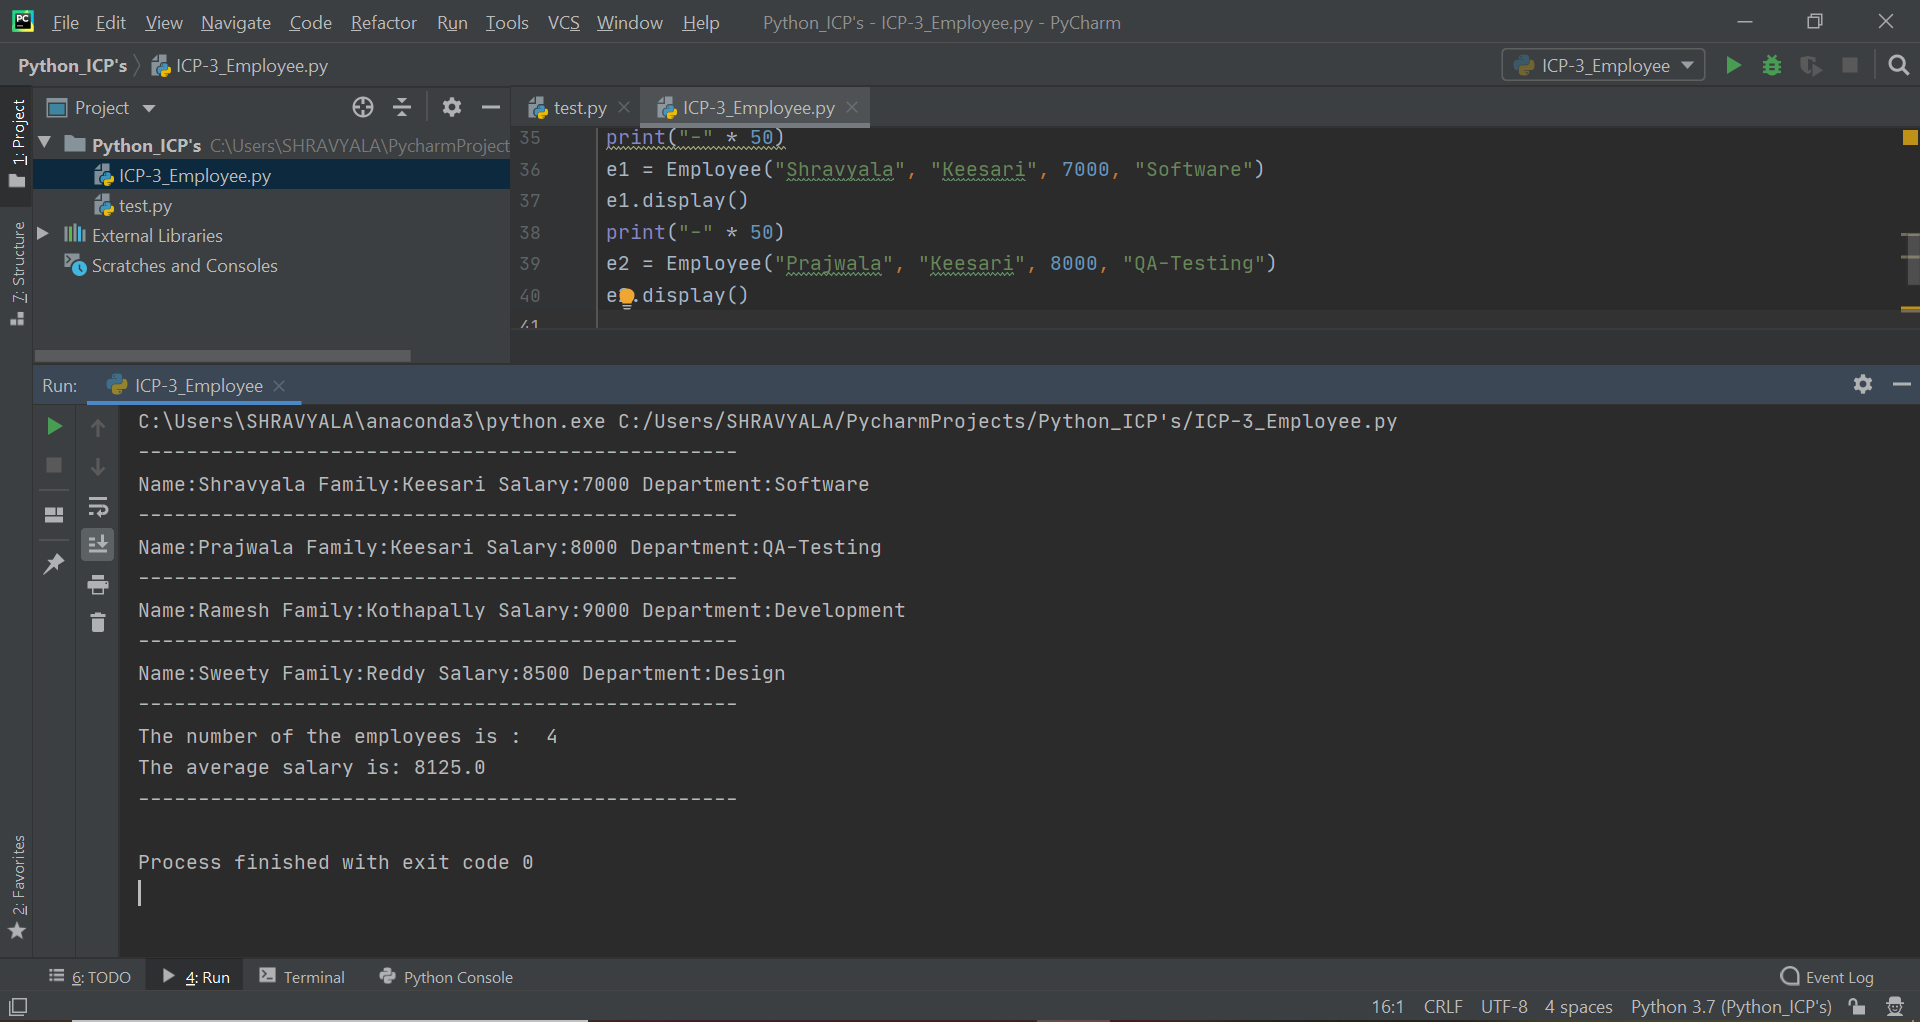 PC File Edit View Navigate Code Refactor Run Tools VCS Window Help Python_ICP's - ICP-3_Employee.py - PyCharm
Python_ICP's ICP-3_Employee.py ICP-3_Employee
1: Project
7: Structure
2: Favorites
Project
Python_ICP's C:\Users\SHRAVYALA\PycharmProject
ICP-3_Employee.py
test.py
External Libraries
Scratches and Consoles
test.py ICP-3_Employee.py
35 print("-" * 50)
36 e1 = Employee("Shravyala", "Keesari", 7000, "Software")
37 e1.display()
38 print("-" * 50)
39 e2 = Employee("Prajwala", "Keesari", 8000, "QA-Testing")
40 e .display()
41
Run: ICP-3_Employee
C:\Users\SHRAVYALA\anaconda3\python.exe C:/Users/SHRAVYALA/PycharmProjects/Python_ICP's/ICP-3_Employee.py
--------------------------------------------------
Name:Shravyala Family:Keesari Salary:7000 Department:Software
--------------------------------------------------
Name:Prajwala Family:Keesari Salary:8000 Department:QA-Testing
--------------------------------------------------
Name:Ramesh Family:Kothapally Salary:9000 Department:Development
--------------------------------------------------
Name:Sweety Family:Reddy Salary:8500 Department:Design
--------------------------------------------------
The number of the employees is :  4
The average salary is: 8125.0
--------------------------------------------------
Process finished with exit code 0
6: TODO 4: Run Terminal Python Console Event Log
16:1 CRLF UTF-8 4 spaces Python 3.7 (Python_ICP's)